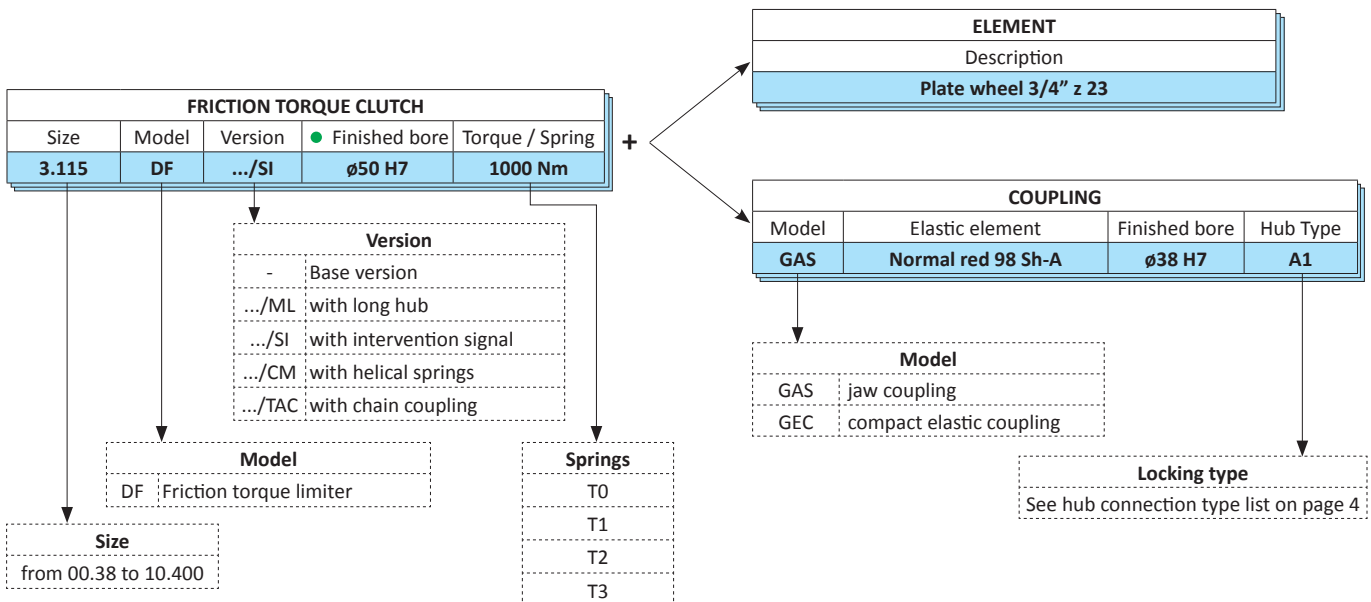 ELEMENT
Description
Plate wheel 3/4” z 23
FRICTION TORQUE CLUTCH
Size Model Version ● Finished bore Torque / Spring
3.115 DF .../SI ø50 H7 1000 Nm
+
COUPLING
Model Elastic element Finished bore Hub Type
GAS Normal red 98 Sh-A ø38 H7 A1
Version
- Base version
.../ML with long hub
.../SI with intervention signal
.../CM with helical springs
.../TAC with chain coupling
Model
GAS jaw coupling
GEC compact elastic coupling
Model
DF Friction torque limiter
Springs
T0
T1
T2
T3
Locking type
See hub connection type list on page 4
Size
from 00.38 to 10.400